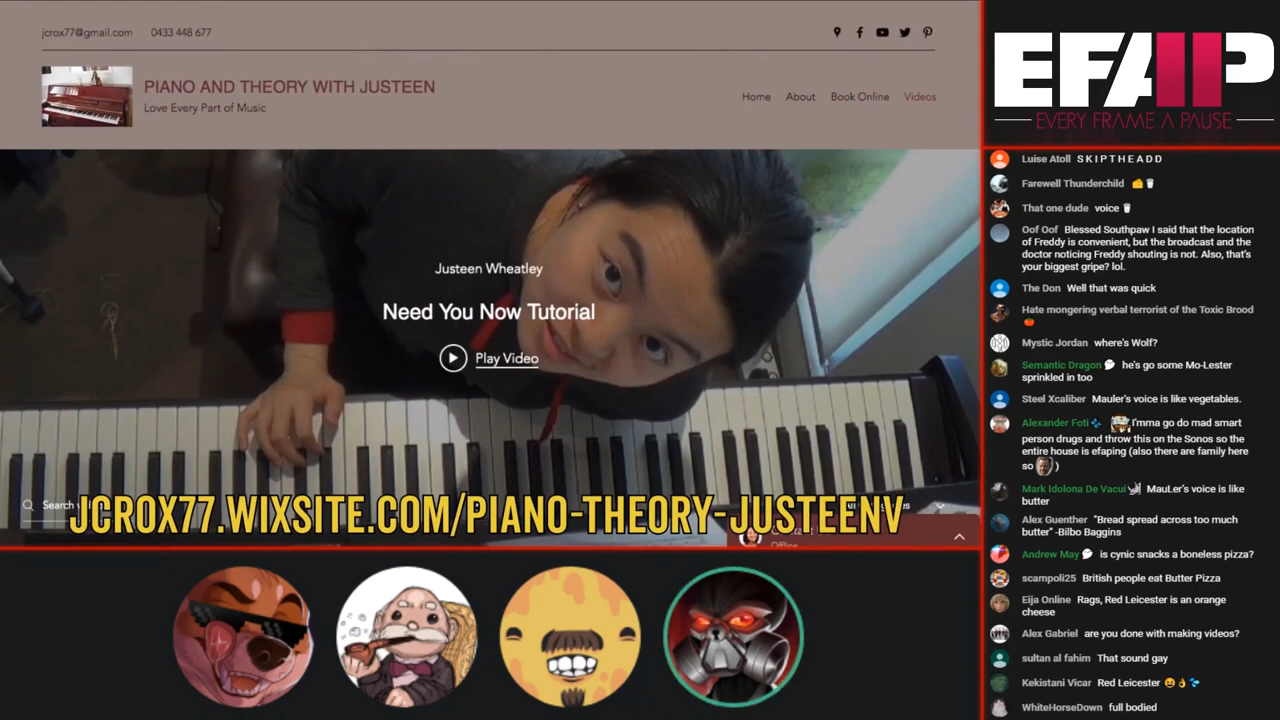 jcrox77@gmail.com 0433 448 677
PIANO AND THEORY WITH JUSTEEN
Love Every Part of Music
Home About Book Online Videos
Justeen Wheatley
Need You Now Tutorial
Play Video
Search
JCROX77.WIXSITE.COM/PIANO-THEORY-JUSTEENV
Offline
EFAP
EVERY FRAME A PAUSE
Luise Atoll S K I P T H E A D D
Farewell Thunderchild 🧀🥛
That one dude voice 🥛
Oof Oof Blessed Southpaw I said that the location
of Freddy is convenient, but the broadcast and the
doctor noticing Freddy shouting is not. Also, that's
your biggest gripe? lol.
The Don Well that was quick
Hate mongering verbal terrorist of the Toxic Brood
🍅
Mystic Jordan where's Wolf?
Semantic Dragon he's go some Mo-Lester
sprinkled in too
Steel Xcaliber Mauler's voice is like vegetables.
Alexander Foti I'mma go do mad smart
person drugs and throw this on the Sonos so the
entire house is efaping (also there are family here
so )
Mark Idolona De Vacui MauLer's voice is like
butter
Alex Guenther "Bread spread across too much
butter" -Bilbo Baggins
Andrew May is cynic snacks a boneless pizza?
scampoli25 British people eat Butter Pizza
Eija Online Rags, Red Leicester is an orange
cheese
Alex Gabriel are you done with making videos?
sultan al fahim That sound gay
Kekistani Vicar Red Leicester 😆👌💦
WhiteHorseDown full bodied